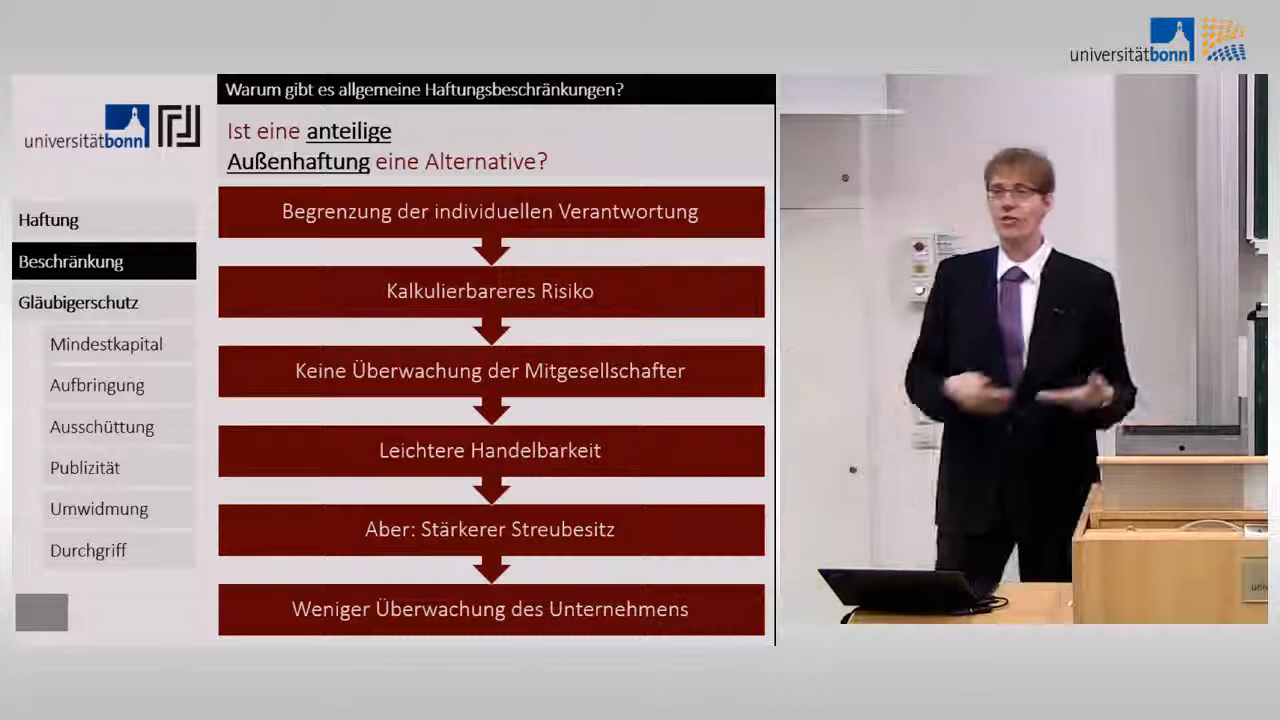 universitätbonn
Warum gibt es allgemeine Haftungsbeschränkungen?
universitätbonn
Ist eine anteilige
Außenhaftung eine Alternative?
Haftung
Beschränkung
Gläubigerschutz
Mindestkapital
Aufbringung
Ausschüttung
Publizität
Umwidmung
Durchgriff
Begrenzung der individuellen Verantwortung
Kalkulierbareres Risiko
Keine Überwachung der Mitgesellschafter
Leichtere Handelbarkeit
Aber: Stärkerer Streubesitz
Weniger Überwachung des Unternehmens